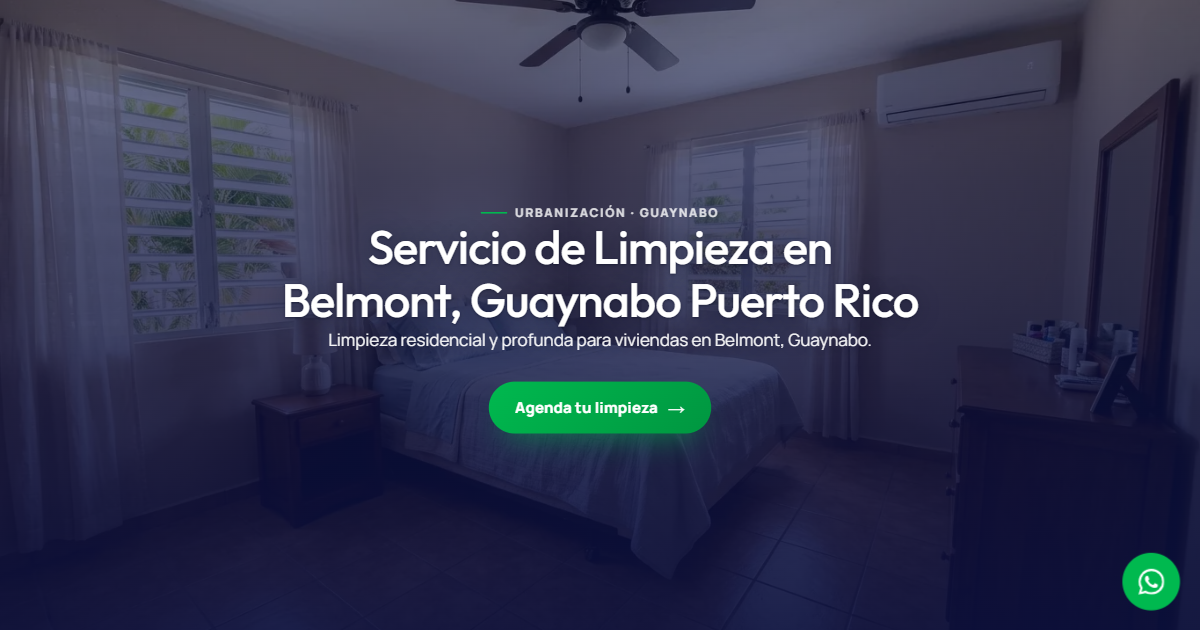 URBANIZACIÓN · GUAYNABO
Servicio de Limpieza en
Belmont, Guaynabo Puerto Rico
Limpieza residencial y profunda para viviendas en Belmont, Guaynabo.
Agenda tu limpieza →